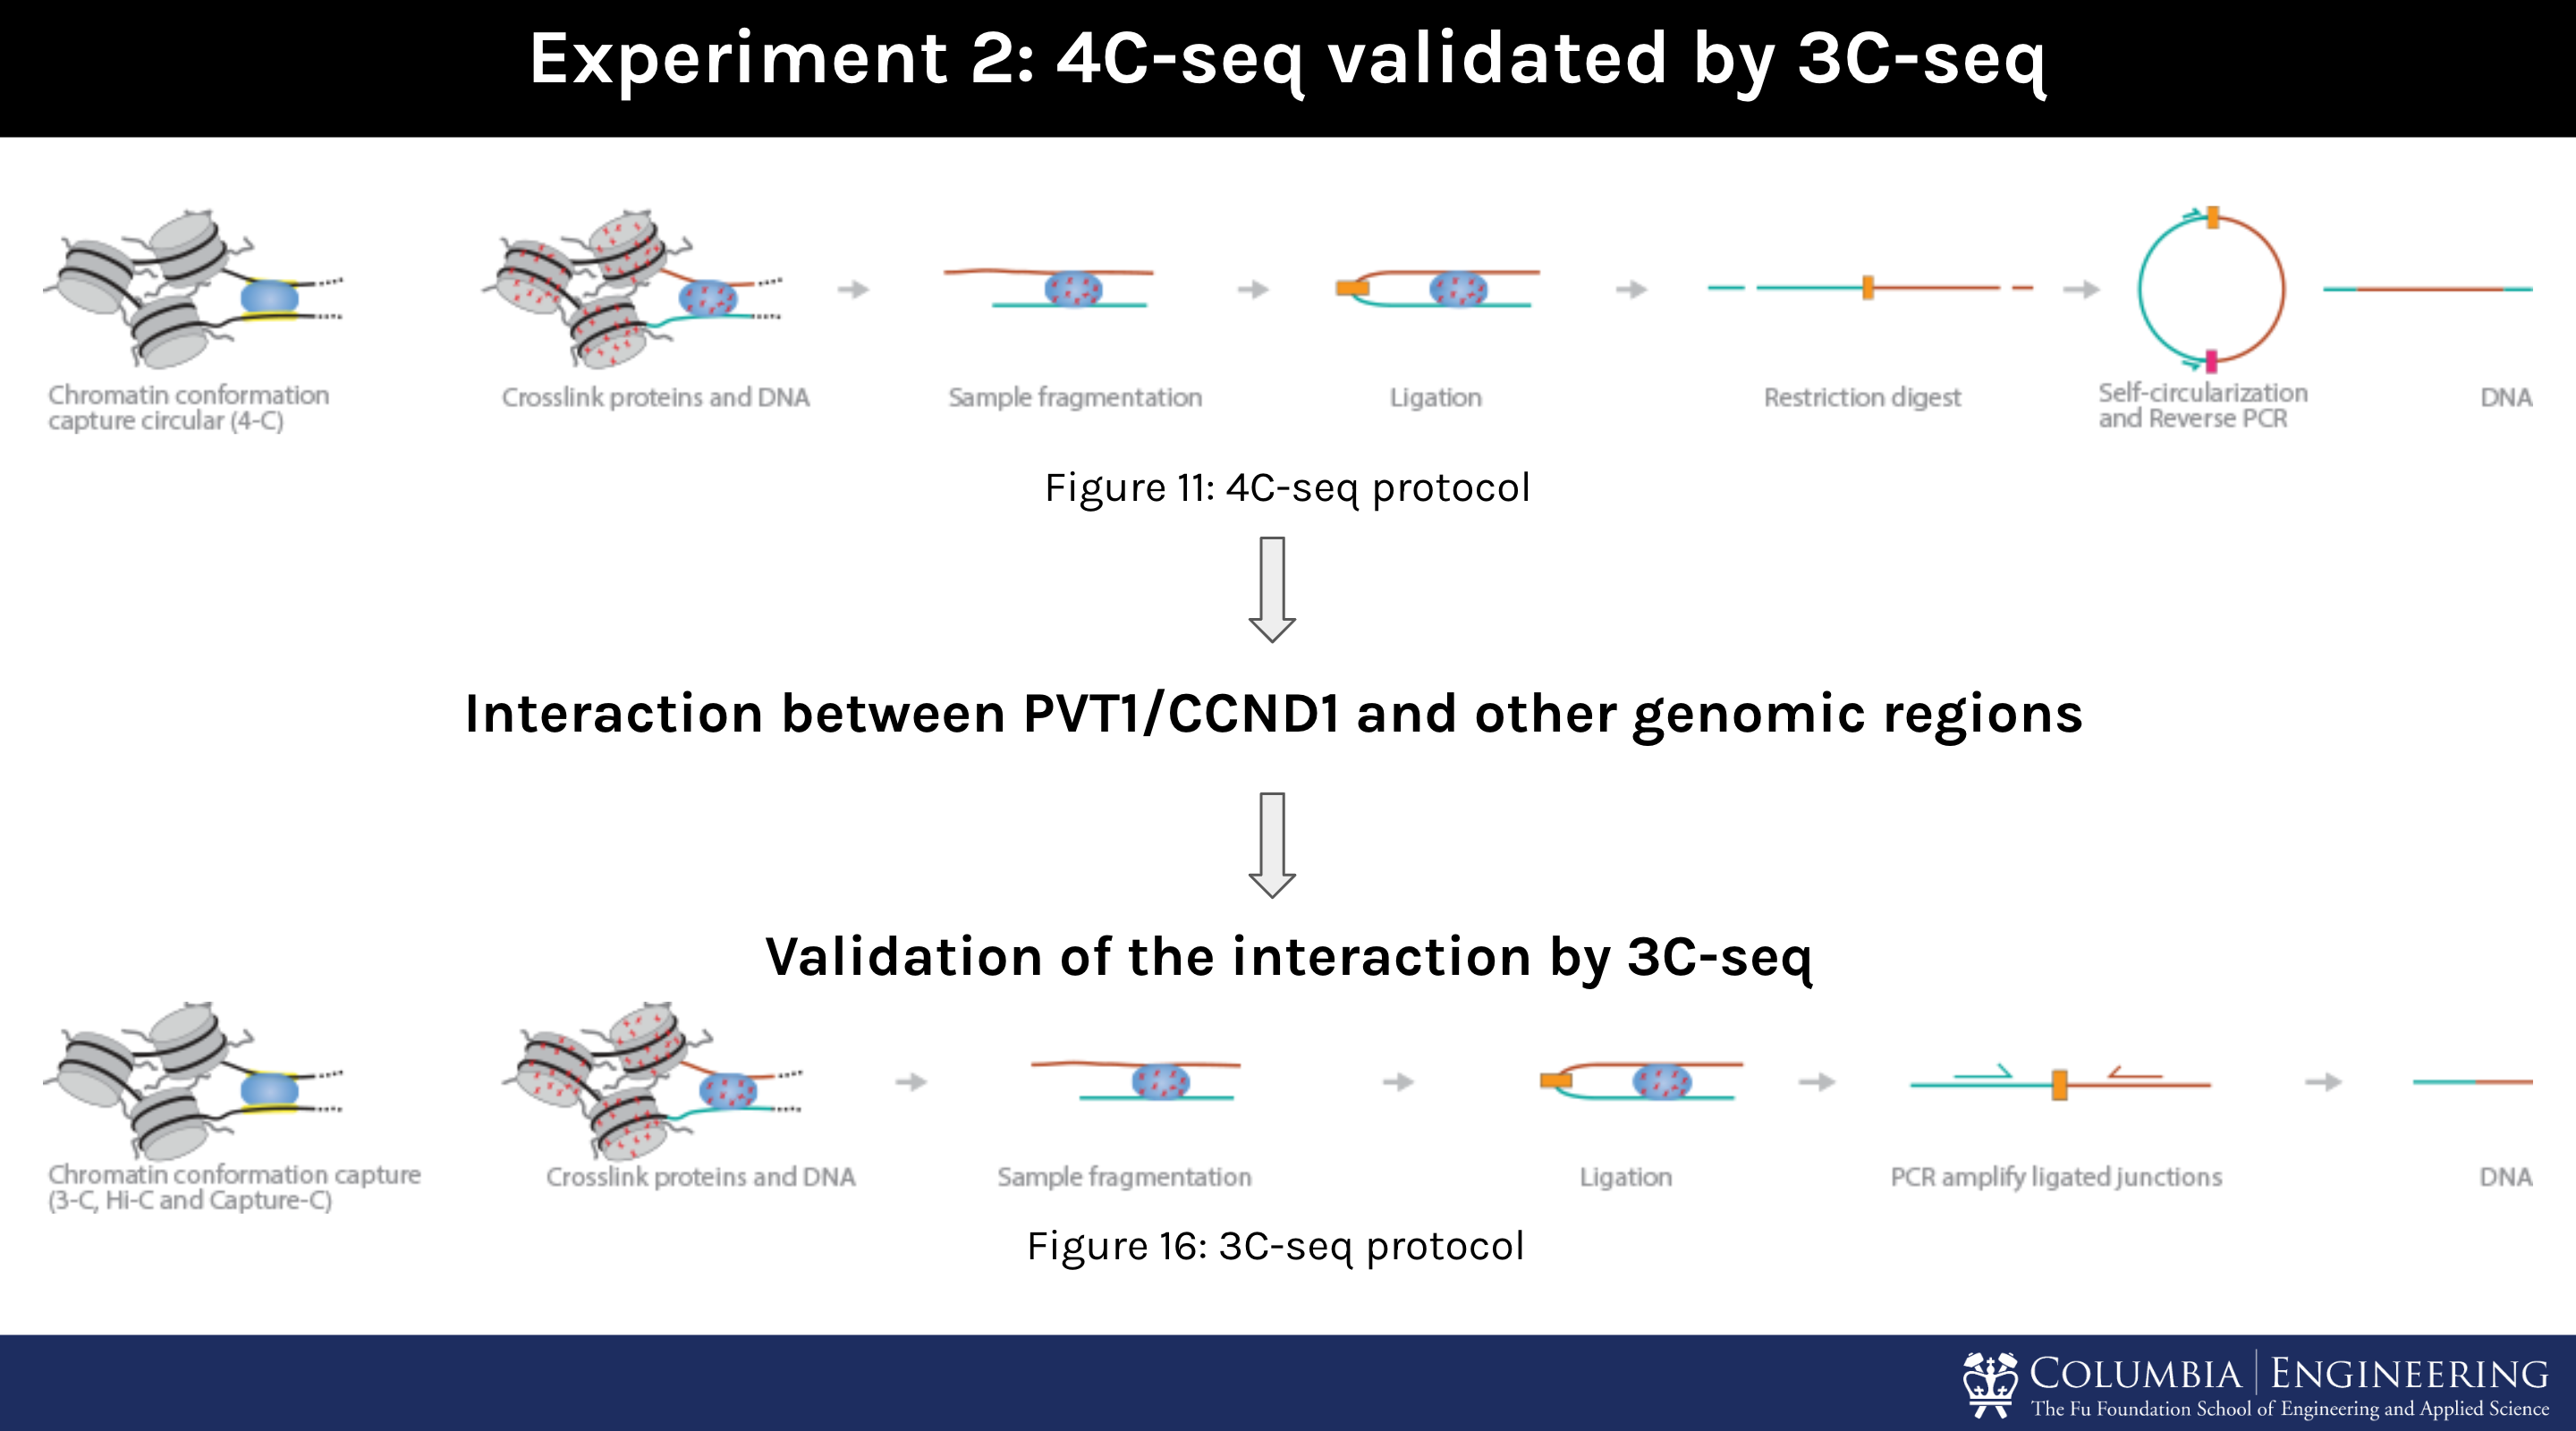 Experiment 2: 4C-seq validated by 3C-seq
Chromatin conformation
capture circular (4-C)
Crosslink proteins and DNA
Sample fragmentation
Ligation
Restriction digest
Self-circularization
and Reverse PCR
DNA
Figure 11: 4C-seq protocol
Interaction between PVT1/CCND1 and other genomic regions
Validation of the interaction by 3C-seq
Chromatin conformation capture
(3-C, Hi-C and Capture-C)
Crosslink proteins and DNA
Sample fragmentation
Ligation
PCR amplify ligated junctions
DNA
Figure 16: 3C-seq protocol
COLUMBIA | ENGINEERING
The Fu Foundation School of Engineering and Applied Science